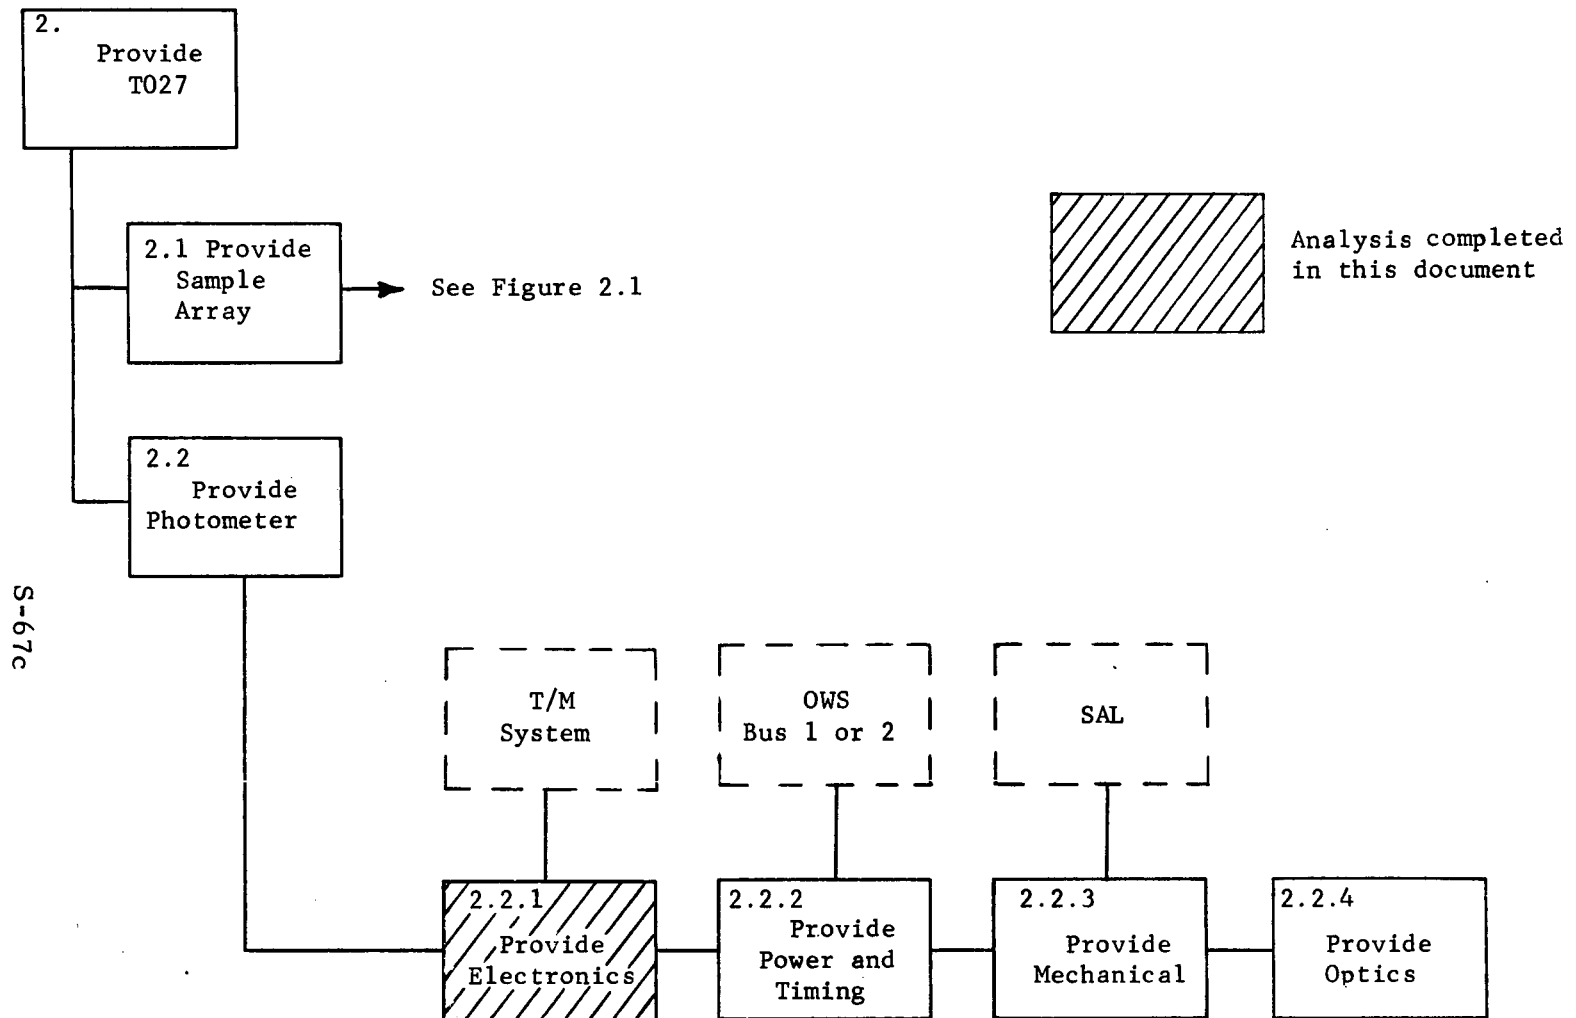 2.
Provide
T027
2.1 Provide
Sample
Array
See Figure 2.1
Analysis completed
in this document
2.2
Provide
Photometer
S-67c
T/M
System
OWS
Bus 1 or 2
SAL
2.2.1
Provide
Electronics
2.2.2
Provide
Power and
Timing
2.2.3
Provide
Mechanical
2.2.4
Provide
Optics